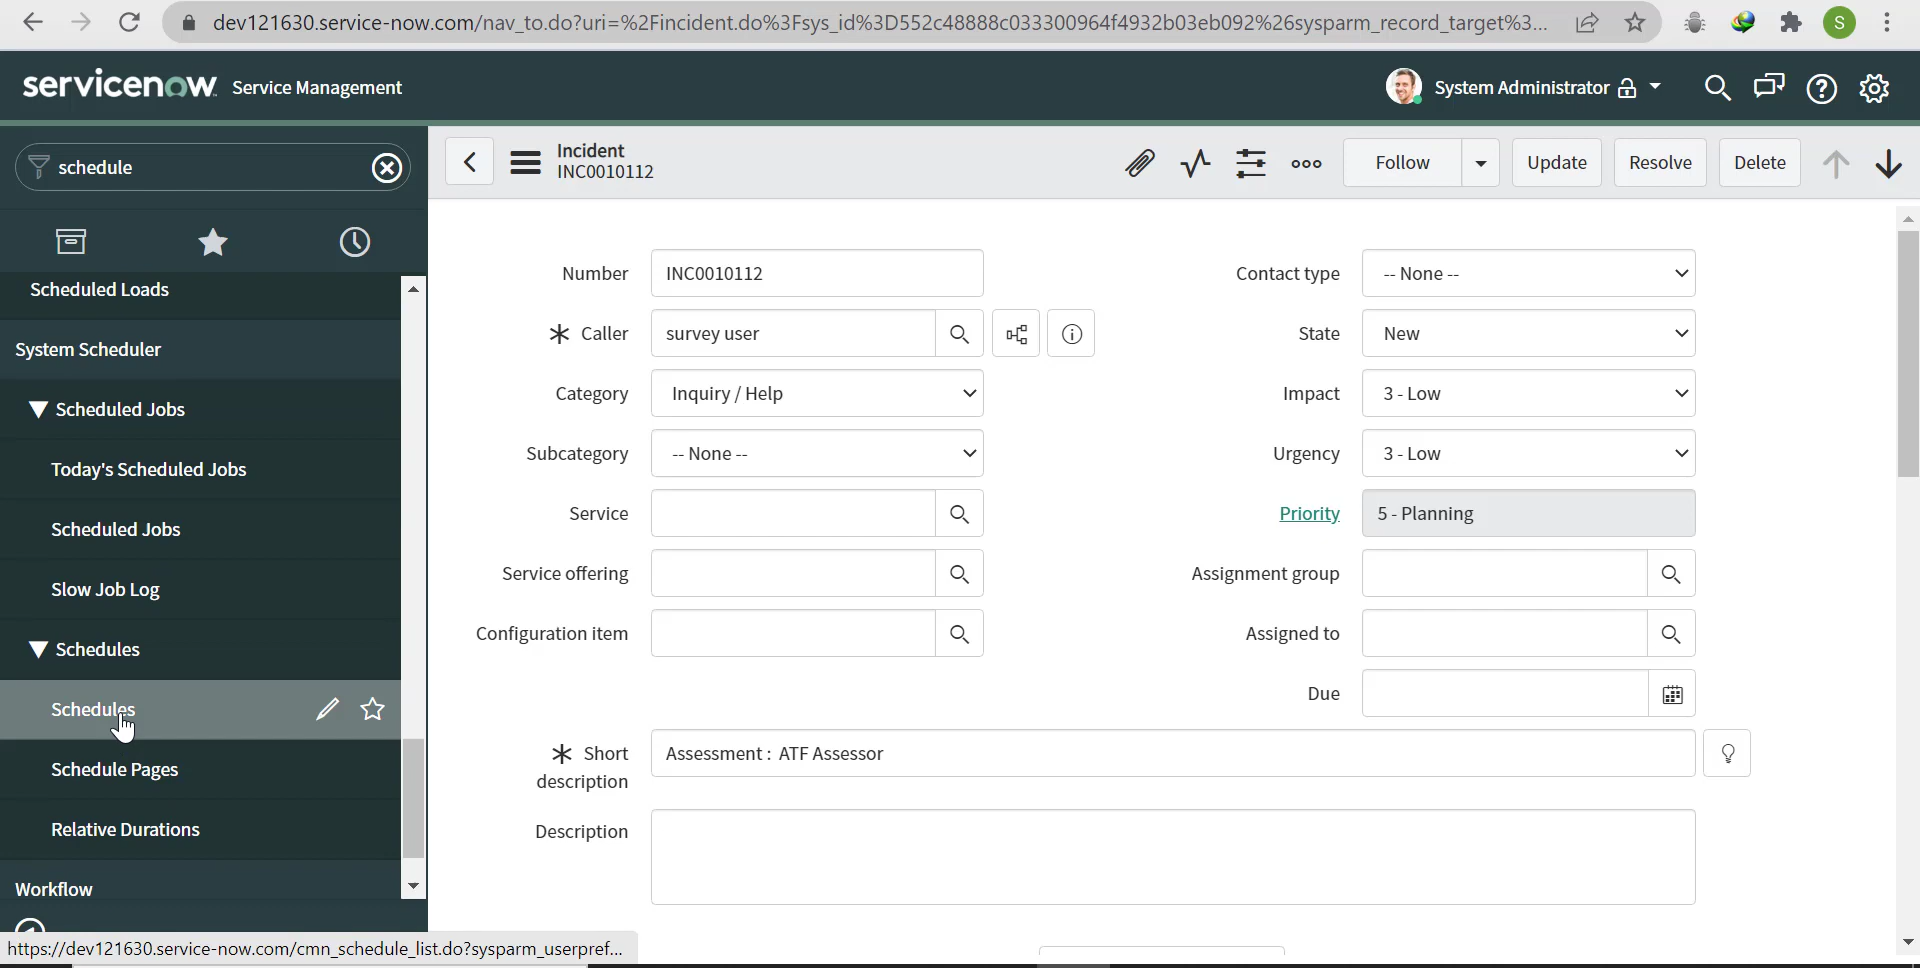 dev121630.service-now.com/nav_to.do?uri=%2Fincident.do%3Fsys_id%3D552c48888c033300964f4932b03eb092%26sysparm_record_target%3...
S
servicenow Service Management
System Administrator
schedule
Incident
INC0010112
Follow
Update
Resolve
Delete
Scheduled Loads
System Scheduler
Scheduled Jobs
Today's Scheduled Jobs
Scheduled Jobs
Slow Job Log
Schedules
Schedules
Schedule Pages
Relative Durations
Workflow
Number INC0010112
Caller survey user
Category Inquiry / Help
Subcategory -- None --
Service
Service offering
Configuration item
Contact type -- None --
State New
Impact 3 - Low
Urgency 3 - Low
Priority 5 - Planning
Assignment group
Assigned to
Due
Short description Assessment : ATF Assessor
Description
https://dev121630.service-now.com/cmn_schedule_list.do?sysparm_userpref...